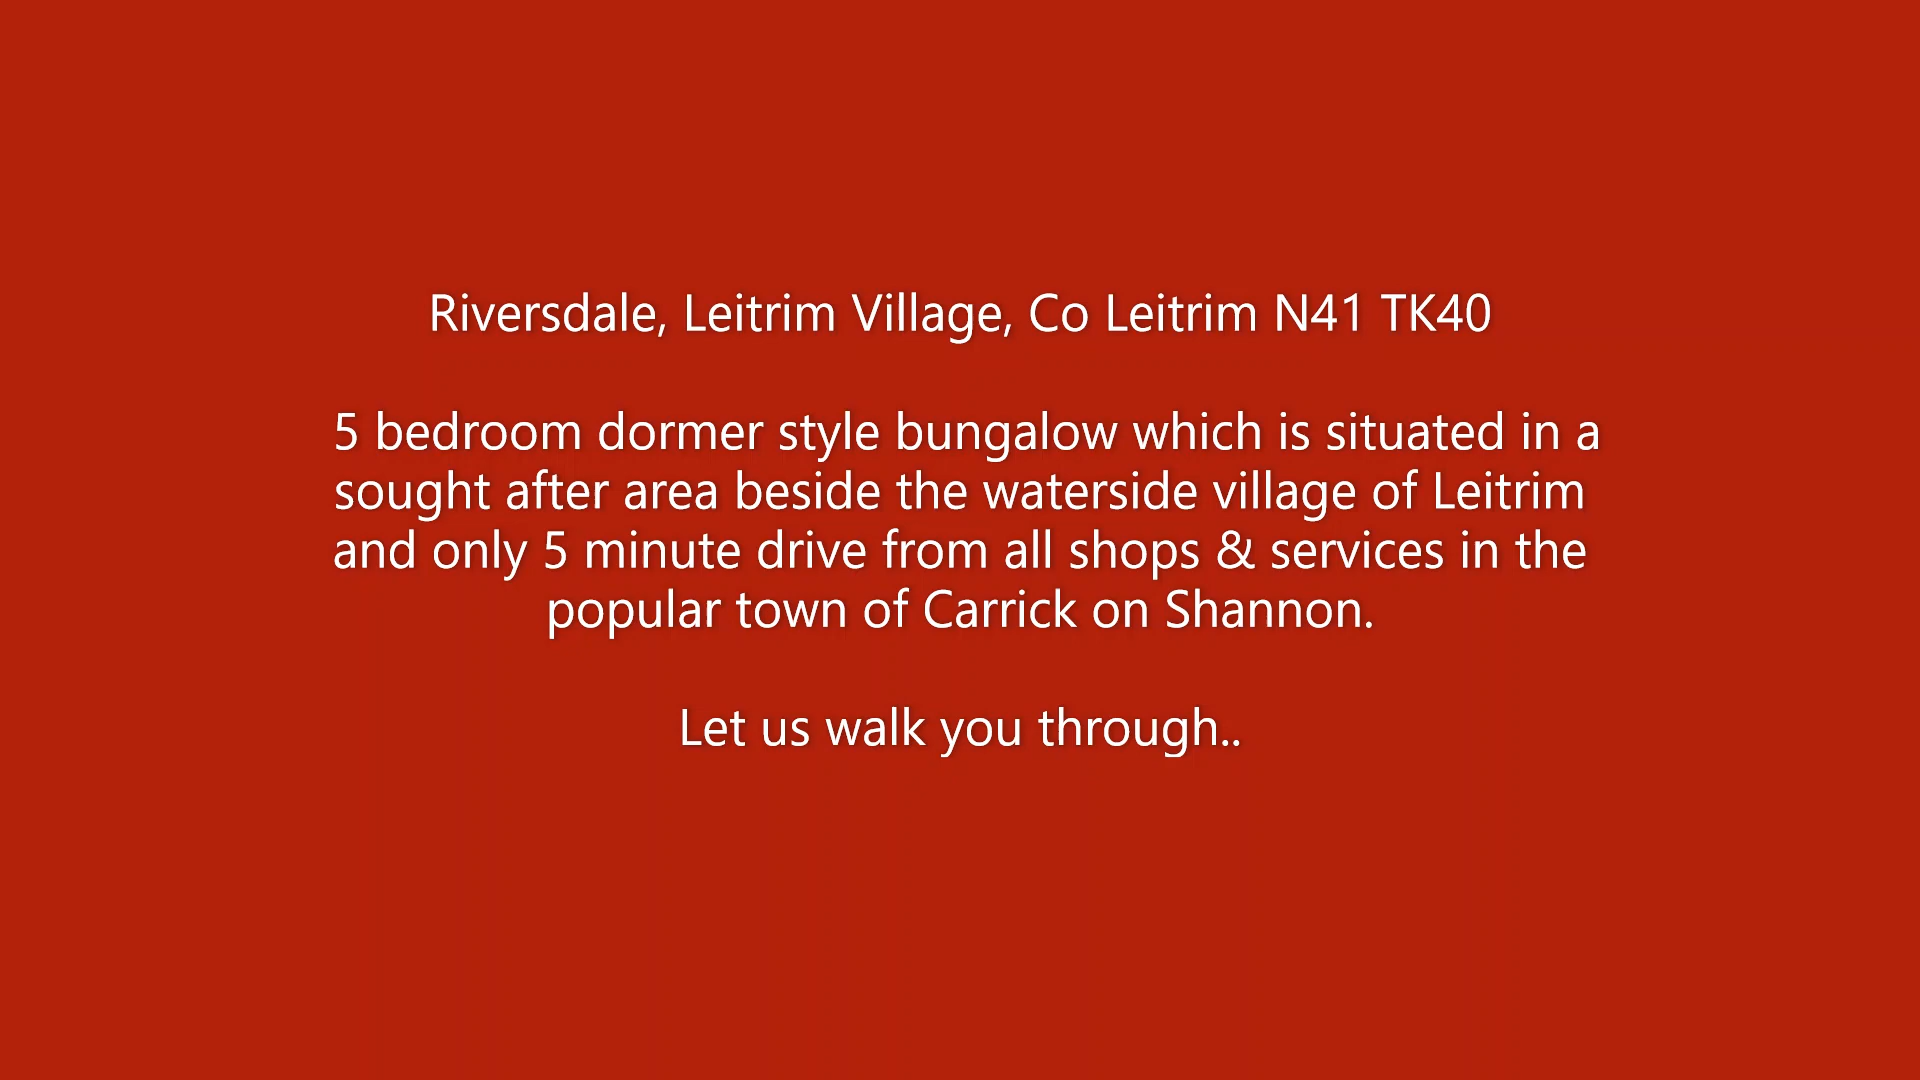 Riversdale, Leitrim Village, Co Leitrim N41 TK40
5 bedroom dormer style bungalow which is situated in a
sought after area beside the waterside village of Leitrim
and only 5 minute drive from all shops & services in the
popular town of Carrick on Shannon.
Let us walk you through..